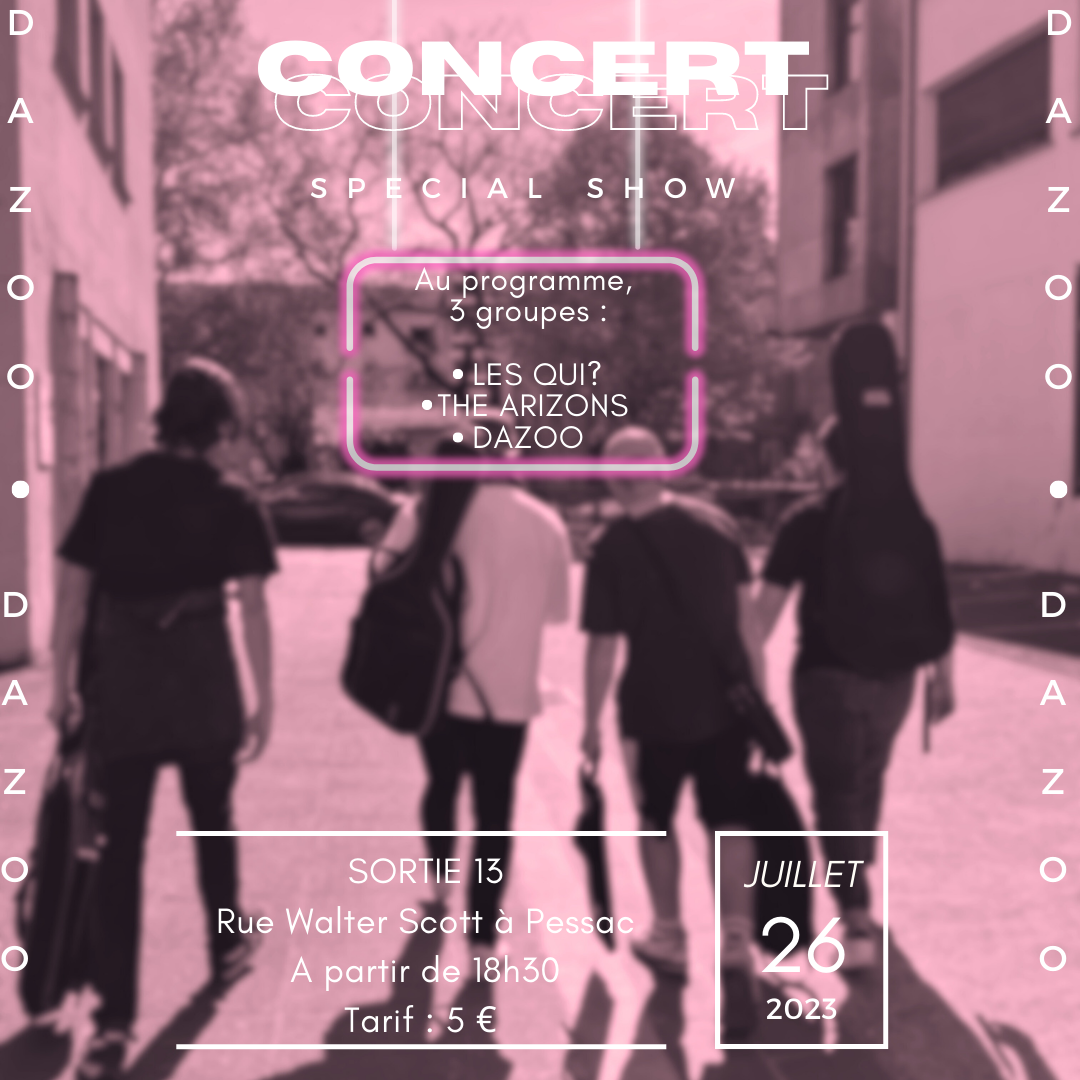 CONCERT
CONCERT
SPECIAL SHOW
Au programme,
3 groupes :
• LES QUI?
• THE ARIZONS
• DAZOO
DAZOO • DAZOO
DAZOO • DAZOO
SORTIE 13
Rue Walter Scott à Pessac
A partir de 18h30
Tarif : 5 €
JUILLET
26
2023